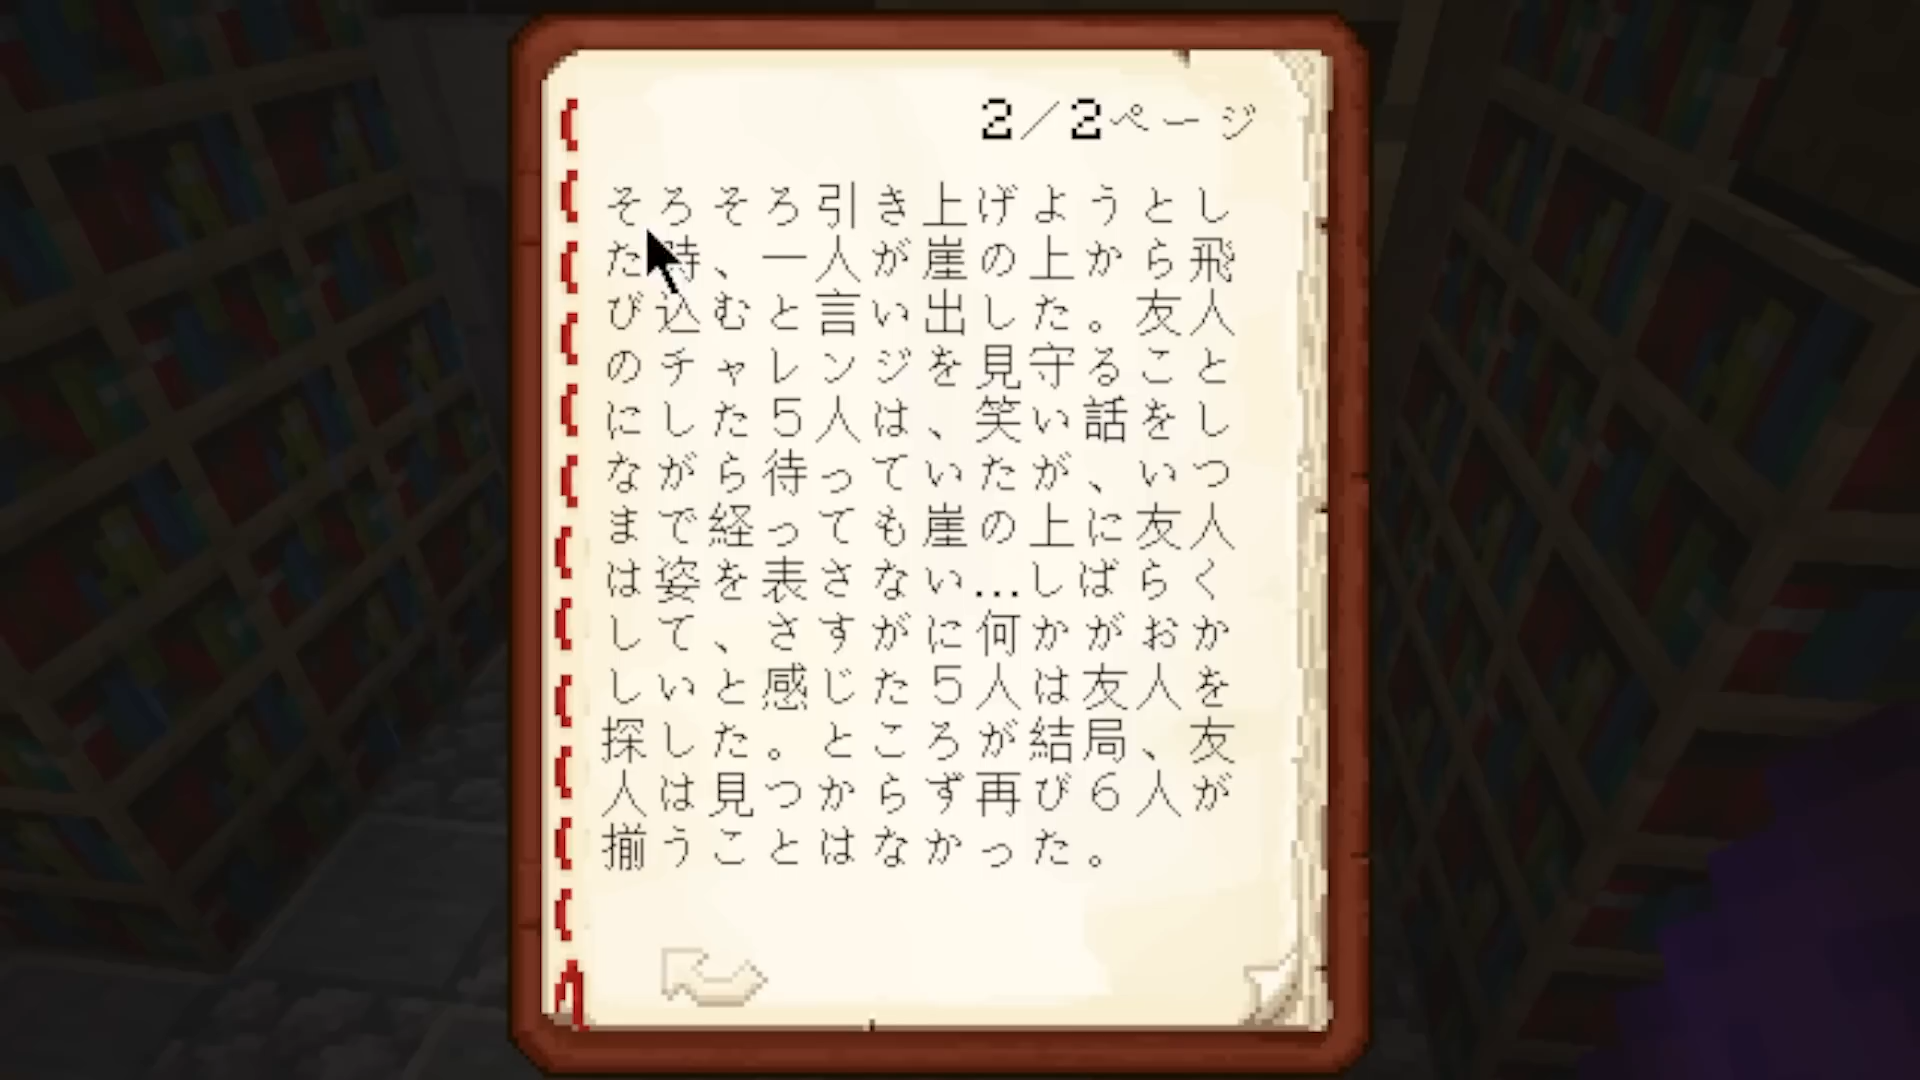 2／2ページ
そろそろ引き上げようとし
た時、一人が崖の上から飛
び込むと言い出した。友人
のチャレンジを見守ること
にした５人は、笑い話をし
ながら待っていたが、いつ
まで経っても崖の上に友人
は姿を表さない…しばらく
して、さすがに何かがおか
しいと感じた５人は友人を
探した。ところが結局、友
人は見つからず再び６人が
揃うことはなかった。